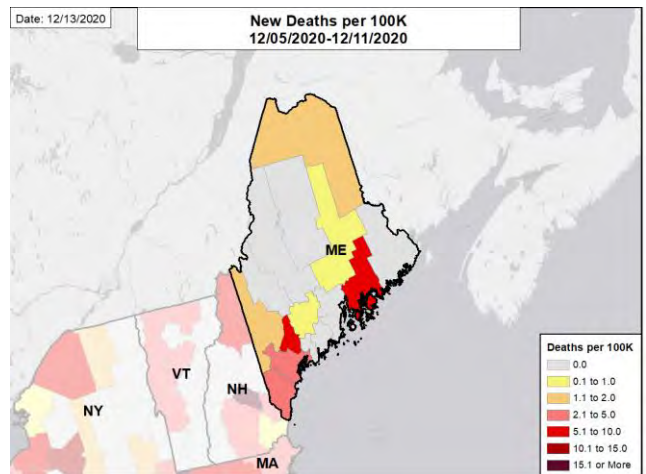 Date: 12/13/2020
New Deaths per 100K
12/05/2020-12/11/2020
ME
VT
NH
NY
MA
Deaths per 100K
0.0
0.1 to 1.0
1.1 to 2.0
2.1 to 5.0
5.1 to 10.0
10.1 to 15.0
15.1 or More